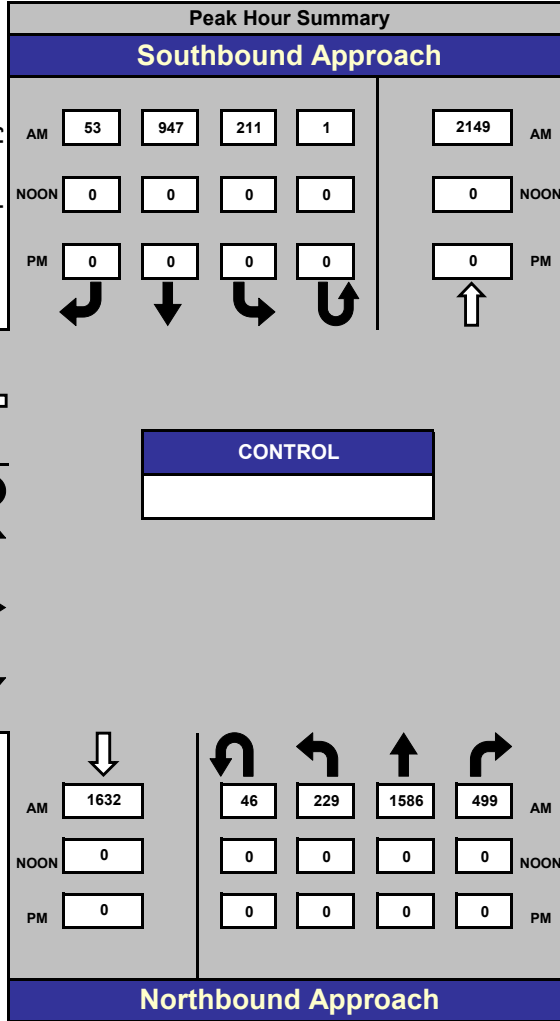 Peak Hour Summary
Southbound Approach
AM 53 947 211 1 2149 AM
NOON 0 0 0 0 0 NOON
PM 0 0 0 0 0 PM
CONTROL
AM 1632 46 229 1586 499 AM
NOON 0 0 0 0 0 NOON
PM 0 0 0 0 0 PM
Northbound Approach